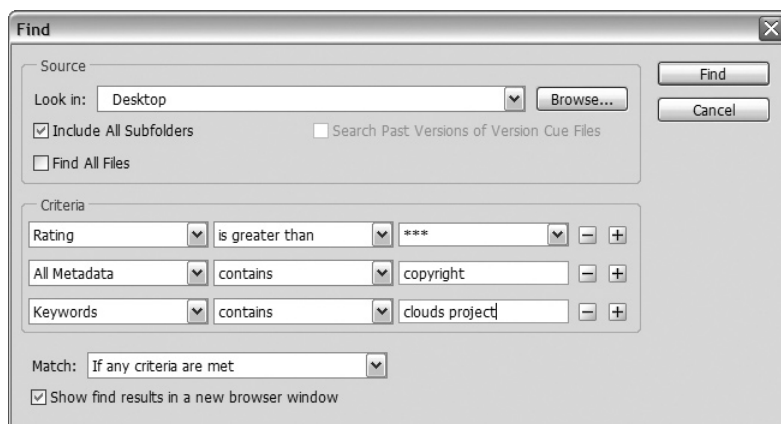 Find
Source
Find
Look in: Desktop Browse...
Cancel
Include All Subfolders Search Past Versions of Version Cue Files
Find All Files
Criteria
Rating is greater than ***
All Metadata contains copyright
Keywords contains clouds project
Match: If any criteria are met
Show find results in a new browser window